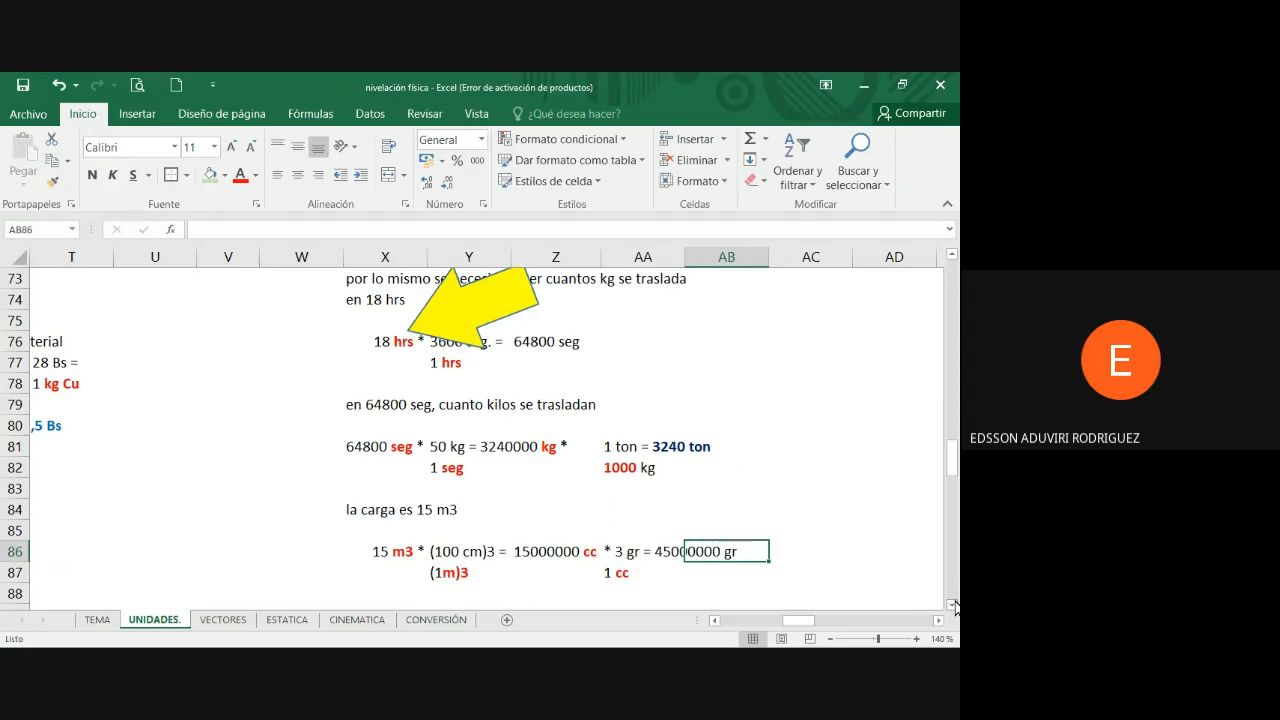 nivelación física - Excel (Error de activación de productos)
Archivo Inicio Insertar Diseño de página Fórmulas Datos Revisar Vista ¿Qué desea hacer? Compartir
Pegar
Calibri 11
N K S
General
% 000
Formato condicional
Dar formato como tabla
Estilos de celda
Insertar
Eliminar
Formato
Ordenar y filtrar
Buscar y seleccionar
Portapapeles Fuente Alineación Número Estilos Celdas Modificar
AB86 fx
T U V W X Y Z AA AB AC AD
73 por lo mismo se er cuantos kg se traslada
74 en 18 hrs
75
76 terial 18 hrs * 3600 seg. = 64800 seg
77 28 Bs = 1 hrs
78 1 kg Cu
79 en 64800 seg, cuanto kilos se trasladan
80 ,5 Bs
81 64800 seg * 50 kg = 3240000 kg * 1 ton = 3240 ton
82 1 seg 1000 kg
83
84 la carga es 15 m3
85
86 15 m3 * (100 cm)3 = 15000000 cc * 3 gr = 45000000 gr
87 (1m)3 1 cc
88
TEMA UNIDADES. VECTORES ESTATICA CINEMATICA CONVERSIÓN
Listo 140 %
E
EDSSON ADUVIRI RODRIGUEZ